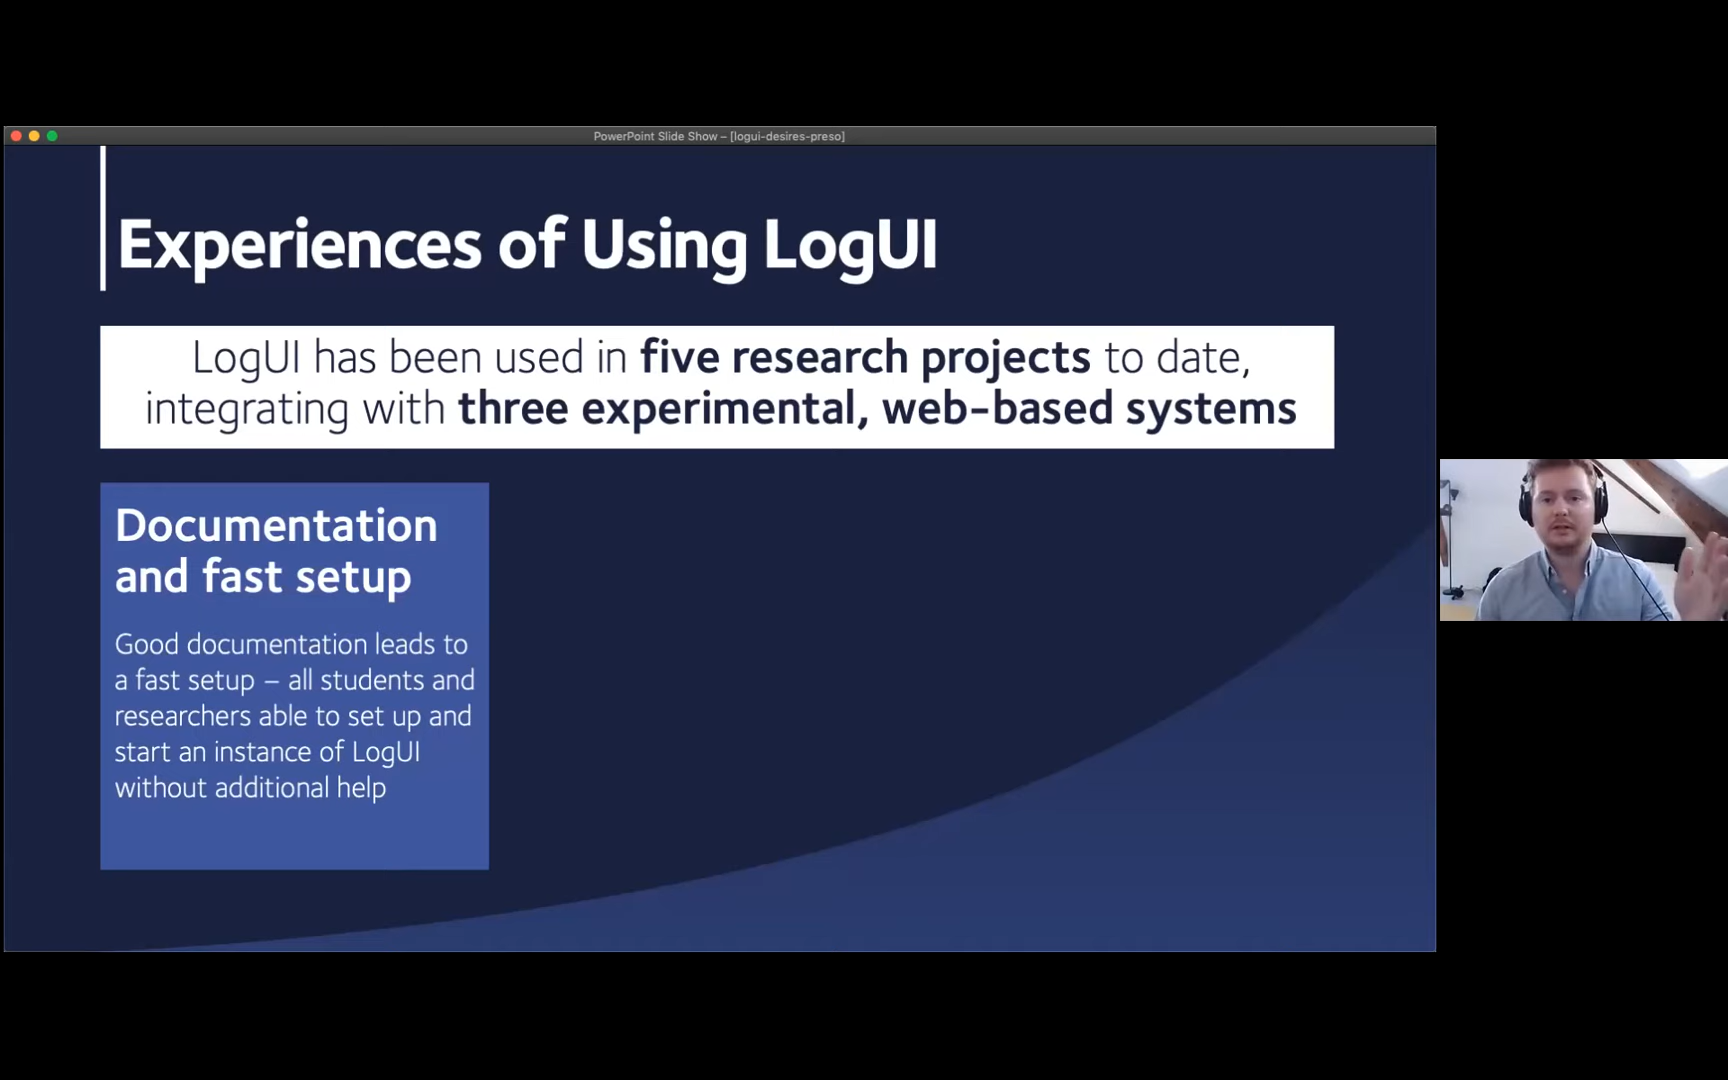 PowerPoint Slide Show – [logui-desires-preso]
Experiences of Using LogUI
LogUI has been used in five research projects to date,
integrating with three experimental, web-based systems
Documentation
and fast setup
Good documentation leads to
a fast setup – all students and
researchers able to set up and
start an instance of LogUI
without additional help